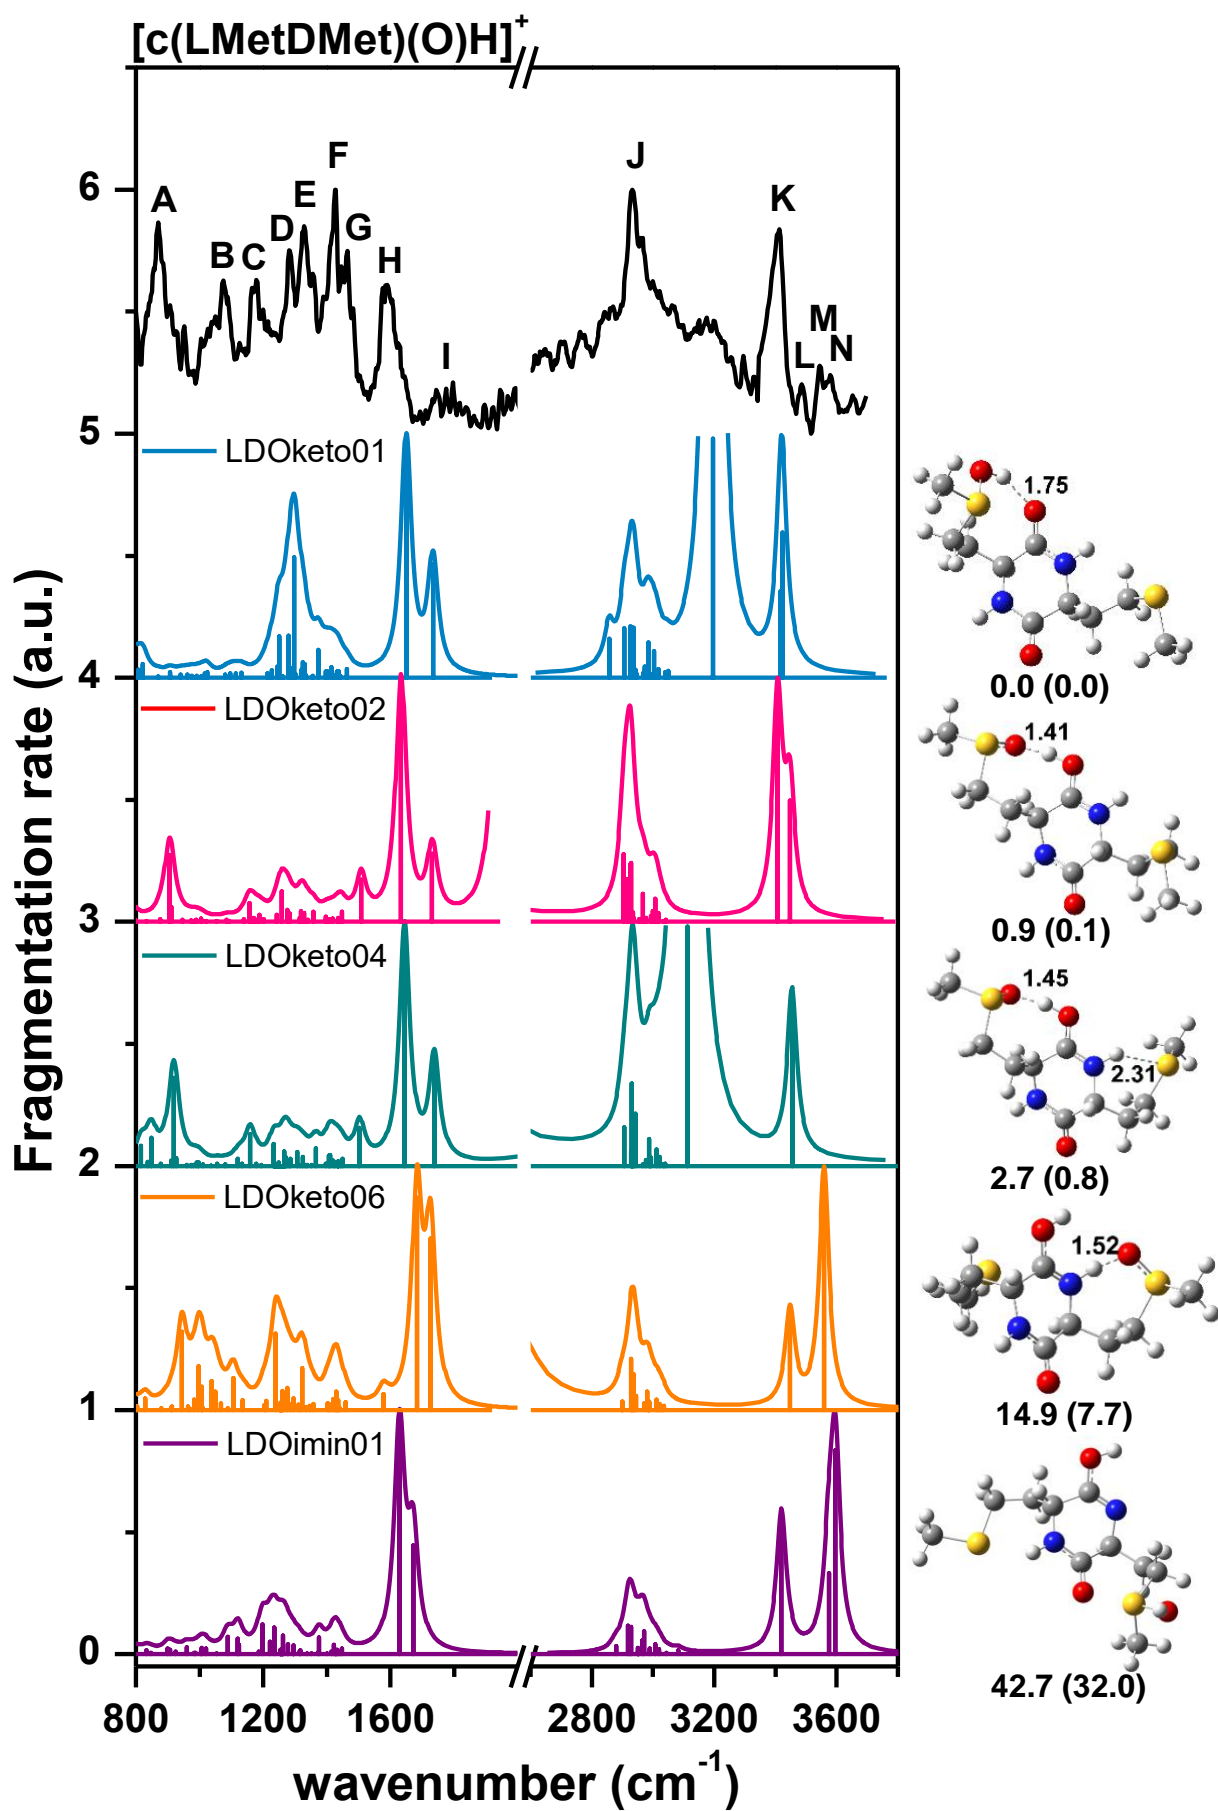 [c(LMetDMet)(O)H]+
Fragmentation rate (a.u.)
6
5
4
3
2
1
0
A
B
C
D
E
F
G
H
I
J
K
L
M
N
LDOketo01
1.75
0.0 (0.0)
LDOketo02
1.41
0.9 (0.1)
LDOketo04
1.45
2.31
2.7 (0.8)
LDOketo06
1.52
14.9 (7.7)
LDOimin01
42.7 (32.0)
800 1200 1600 2800 3200 3600
wavenumber (cm-1)